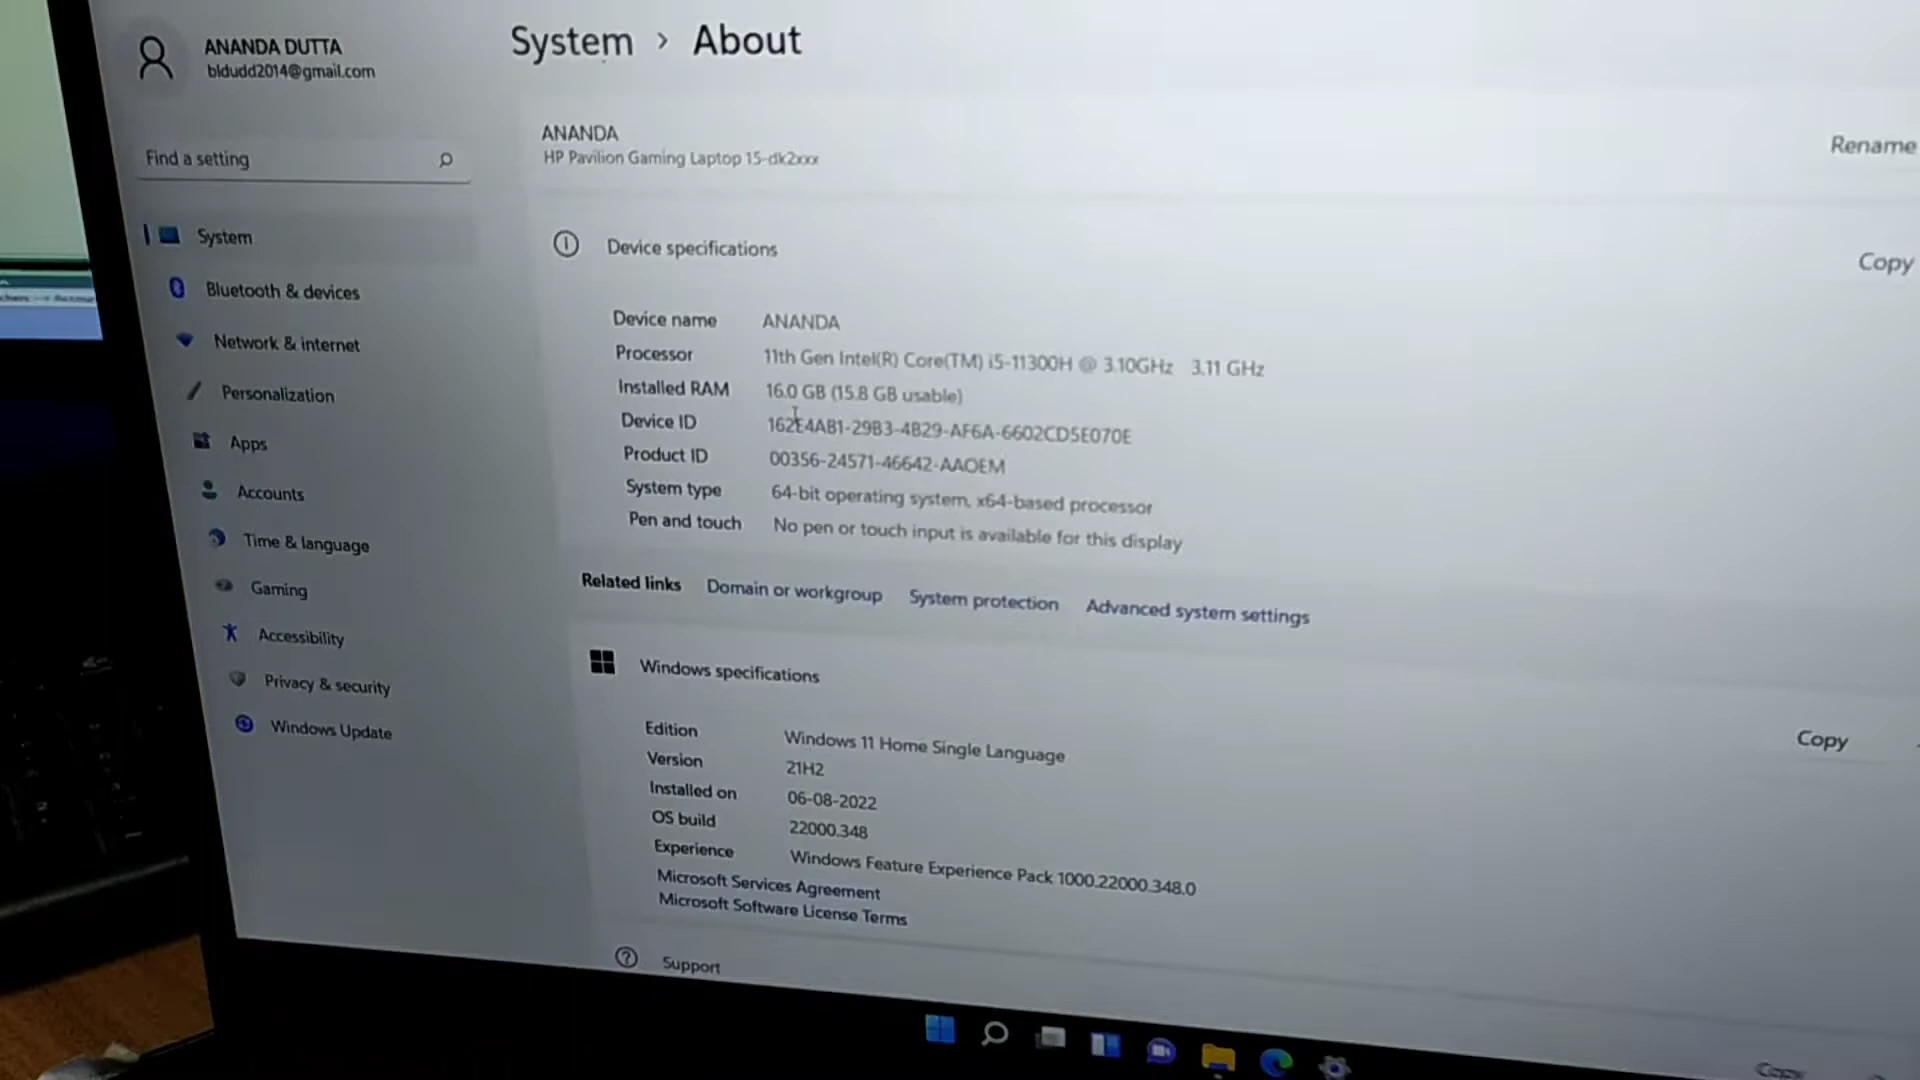 ANANDA DUTTA
bldudd2014@gmail.com
Find a setting
System
Bluetooth & devices
Network & internet
Personalization
Apps
Accounts
Time & language
Gaming
Accessibility
Privacy & security
Windows Update
System > About
ANANDA
HP Pavilion Gaming Laptop 15-dk2xxx
Rename
Device specifications
Copy
Device name ANANDA
Processor 11th Gen Intel(R) Core(TM) i5-11300H @ 3.10GHz 3.11 GHz
Installed RAM 16.0 GB (15.8 GB usable)
Device ID 162E4AB1-29B3-4B29-AF6A-6602CD5E070E
Product ID 00356-24571-46642-AAOEM
System type 64-bit operating system, x64-based processor
Pen and touch No pen or touch input is available for this display
Related links Domain or workgroup System protection Advanced system settings
Windows specifications
Copy
Edition Windows 11 Home Single Language
Version 21H2
Installed on 06-08-2022
OS build 22000.348
Experience Windows Feature Experience Pack 1000.22000.348.0
Microsoft Services Agreement
Microsoft Software License Terms
Support
Copy